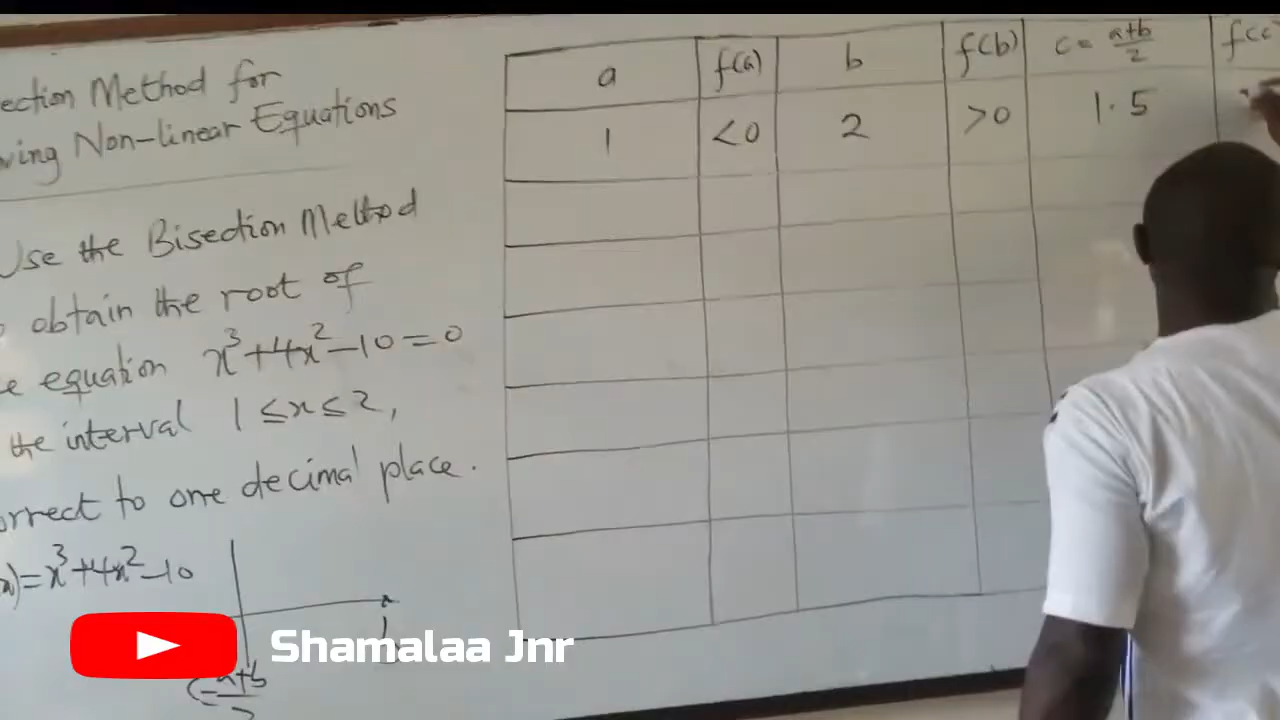 ection Method for
ving Non-linear Equations
Use the Bisection Method
obtain the root of
e equation x³+4x²-10=0
the interval 1≤x≤2,
orrect to one decimal place.
x)=x³+4x²-10
c=a+b/2
a f(a) b f(b) c=a+b/2 f(c
1 <0 2 >0 1.5
Shamalaa Jnr